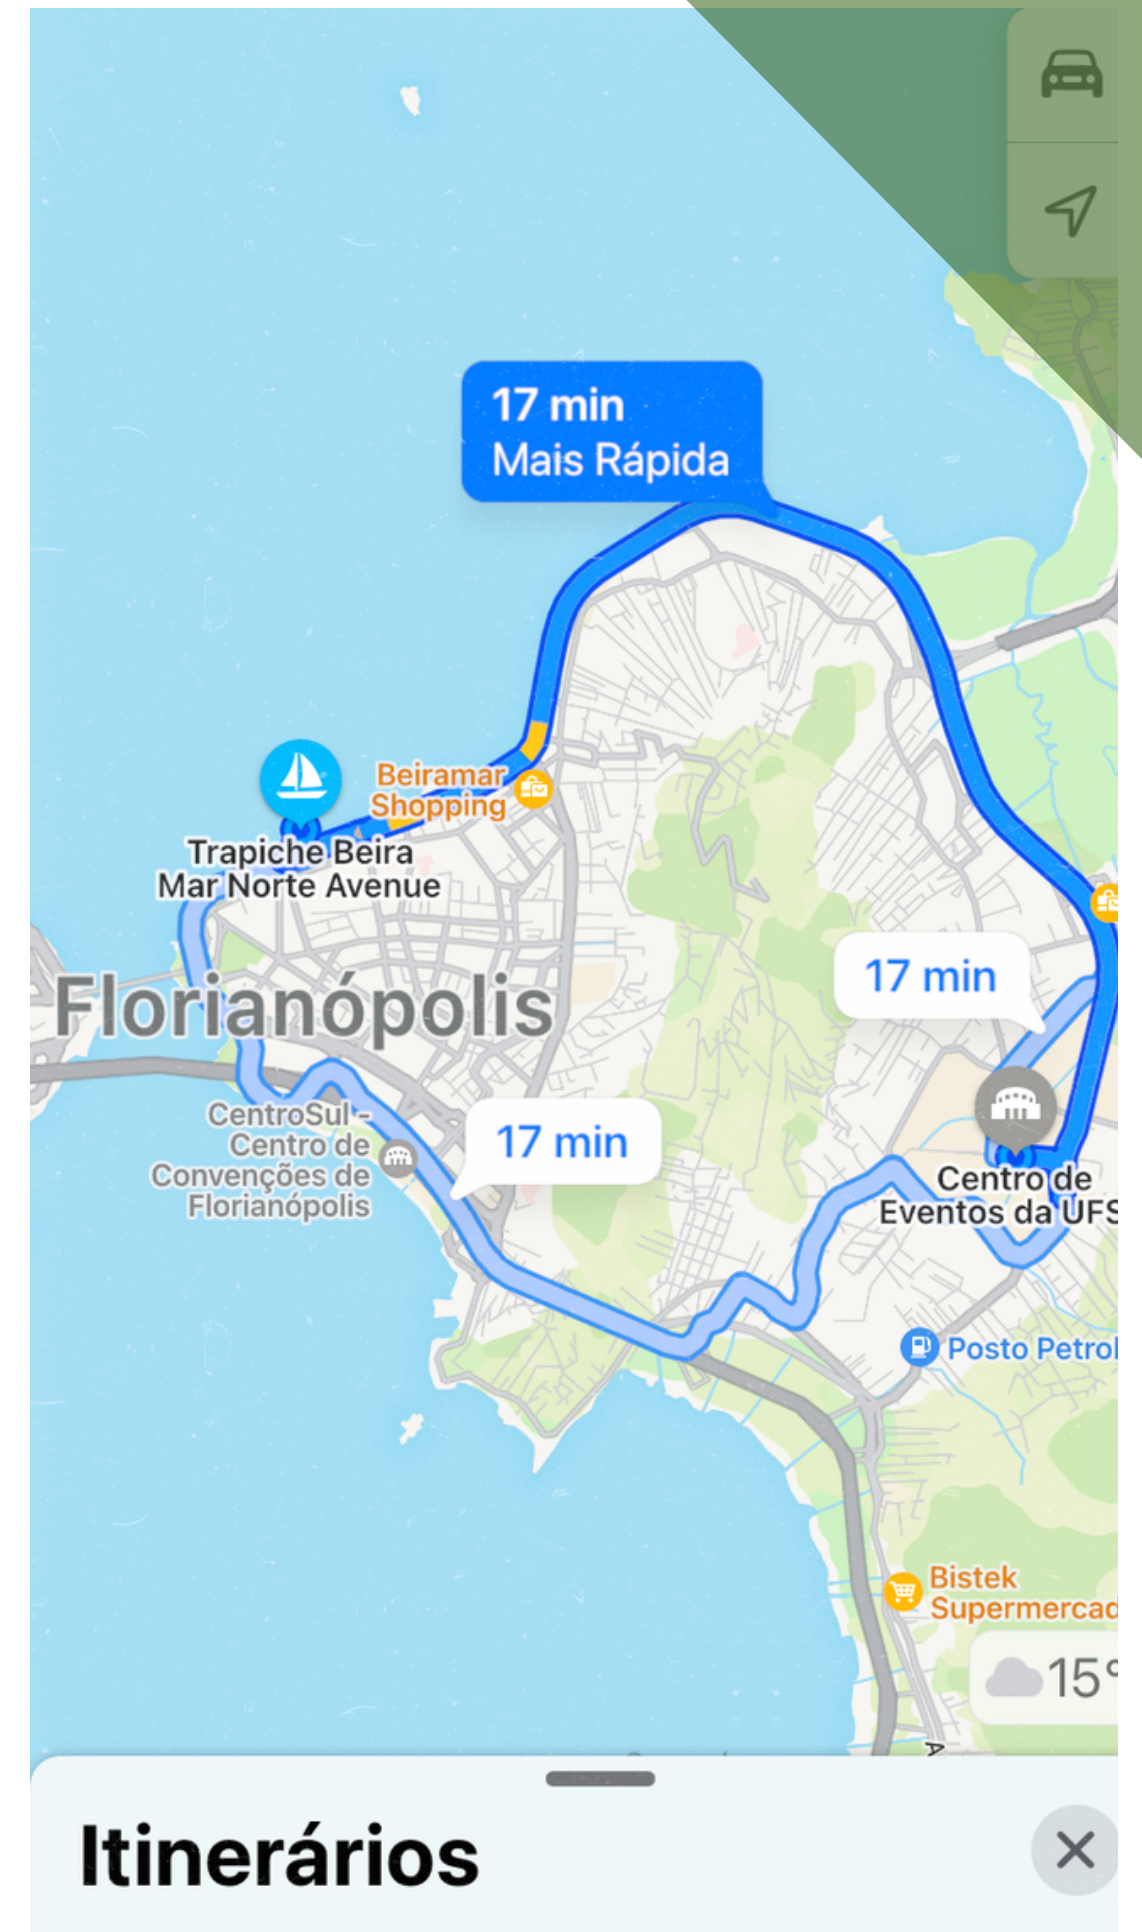 17 min
Mais Rápida
Beiramar
Shopping
Trapiche Beira
Mar Norte Avenue
17 min
Florianópolis
CentroSul -
Centro de
Convenções de
Florianópolis
17 min
Centro de
Eventos da UFS
Posto Petrol
Bistek
Supermercad
15°
A
Itinerários